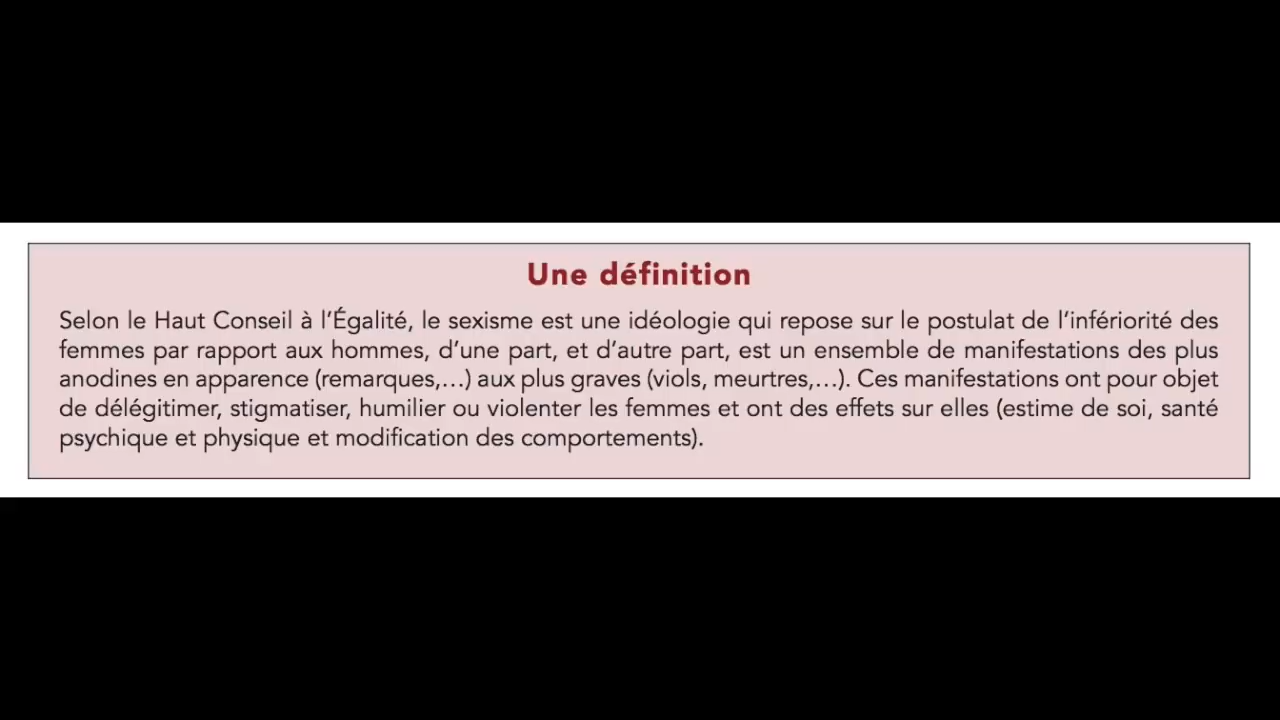 Une définition
Selon le Haut Conseil à l’Égalité, le sexisme est une idéologie qui repose sur le postulat de l’infériorité des
femmes par rapport aux hommes, d’une part, et d’autre part, est un ensemble de manifestations des plus
anodines en apparence (remarques,…) aux plus graves (viols, meurtres,…). Ces manifestations ont pour objet
de délégitimer, stigmatiser, humilier ou violenter les femmes et ont des effets sur elles (estime de soi, santé
psychique et physique et modification des comportements).